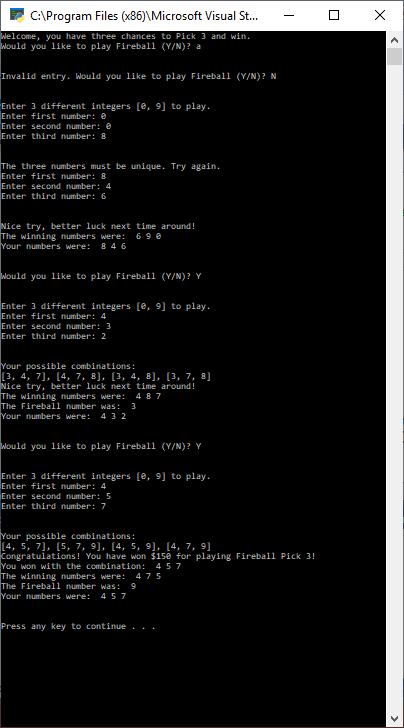 C:\Program Files (x86)\Microsoft Visual St...
Welcome, you have three chances to Pick 3 and win.
Would you like to play Fireball (Y/N)? a
Invalid entry. Would you like to play Fireball (Y/N)? N
Enter 3 different integers [0, 9] to play.
Enter first number: 0
Enter second number: 0
Enter third number: 8
The three numbers must be unique. Try again.
Enter first number: 8
Enter second number: 4
Enter third number: 6
Nice try, better luck next time around!
The winning numbers were:  6 9 0
Your numbers were:  8 4 6
Would you like to play Fireball (Y/N)? Y
Enter 3 different integers [0, 9] to play.
Enter first number: 4
Enter second number: 3
Enter third number: 2
Your possible combinations:
[3, 4, 7], [4, 7, 8], [3, 4, 8], [3, 7, 8]
Nice try, better luck next time around!
The winning numbers were:  4 8 7
The Fireball number was:  3
Your numbers were:  4 3 2
Would you like to play Fireball (Y/N)? Y
Enter 3 different integers [0, 9] to play.
Enter first number: 4
Enter second number: 5
Enter third number: 7
Your possible combinations:
[4, 5, 7], [5, 7, 9], [4, 5, 9], [4, 7, 9]
Congratulations! You have won $150 for playing Fireball Pick 3!
You won with the combination:  4 5 7
The winning numbers were:  4 7 5
The Fireball number was:  9
Your numbers were:  4 5 7
Press any key to continue . . .